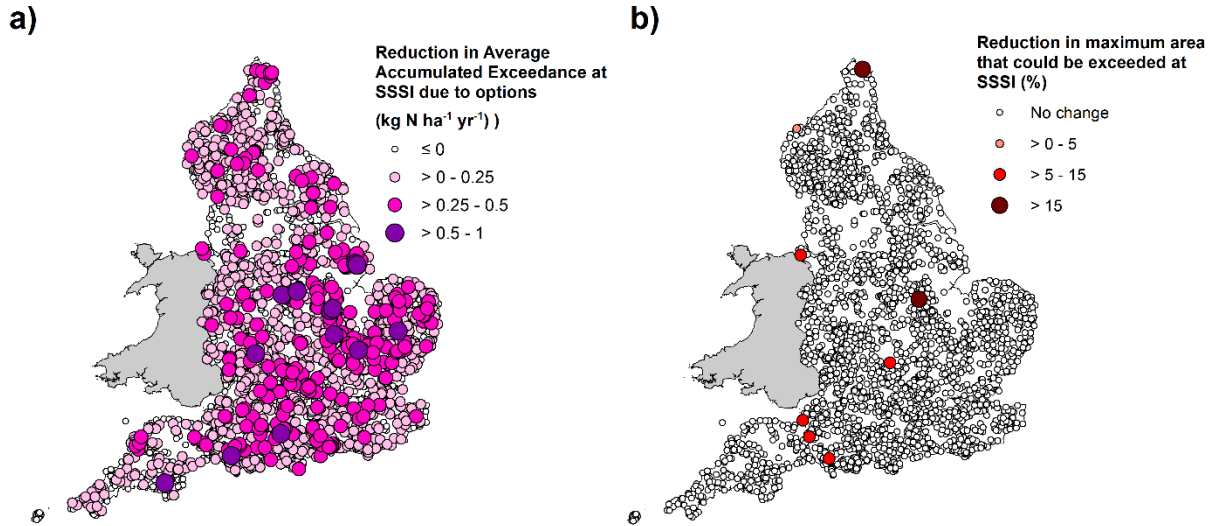 a)
Reduction in Average
Accumulated Exceedance at
SSSI due to options
(kg N ha⁻¹ yr⁻¹) )
≤ 0
> 0 - 0.25
> 0.25 - 0.5
> 0.5 - 1
b)
Reduction in maximum area
that could be exceeded at
SSSI (%)
No change
> 0 - 5
> 5 - 15
> 15